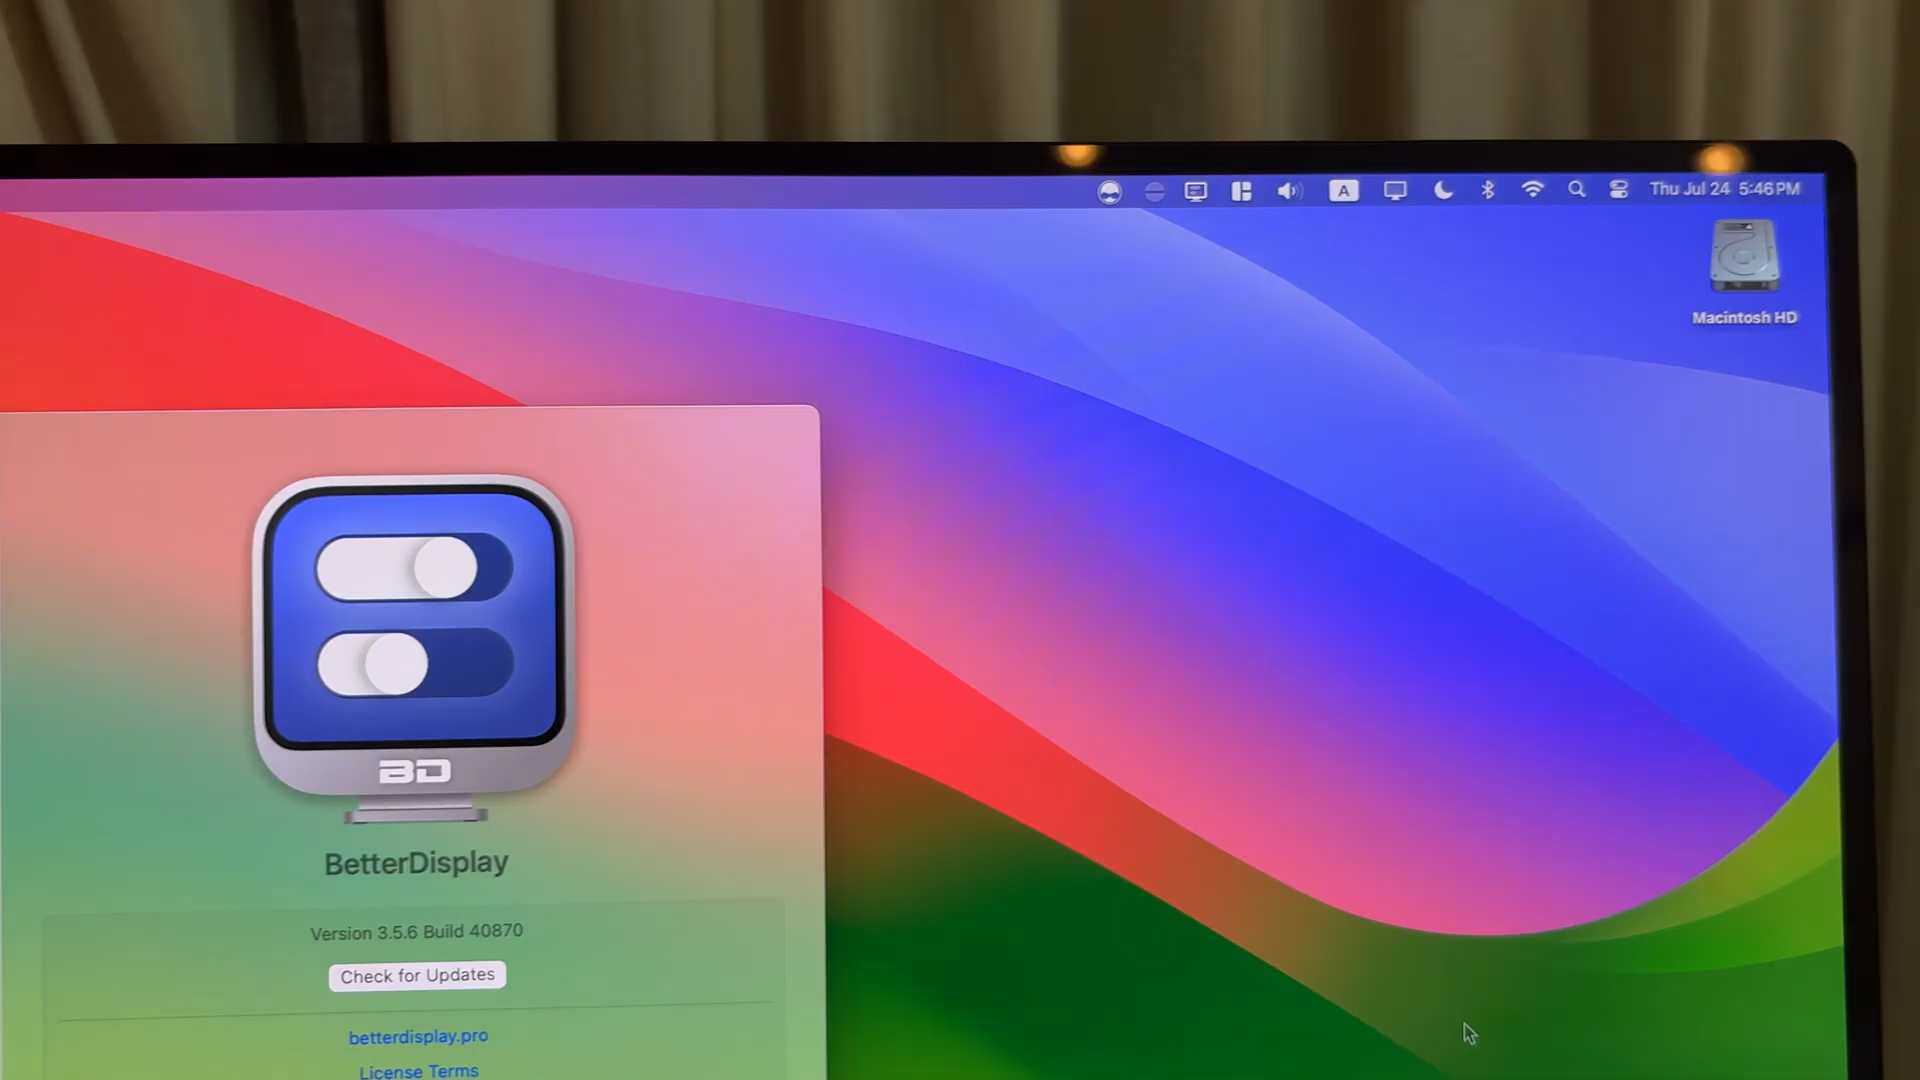 A
Thu Jul 24 5:46 PM
Macintosh HD
BD
BetterDisplay
Version 3.5.6 Build 40870
Check for Updates
betterdisplay.pro
License Terms